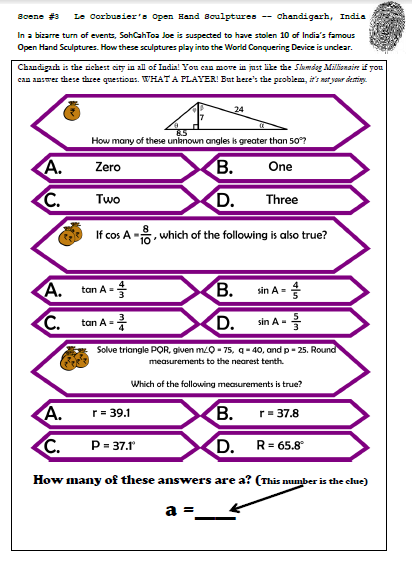 Scene #3 Le Corbusier's Open Hand Sculptures -- Chandigarh, India
In a bizarre turn of events, SohCahToa Joe is suspected to have stolen 10 of India's famous
Open Hand Sculptures. How these sculptures play into the World Conquering Device is unclear.
Chandigarh is the richest city in all of India! You can move in just like the Slumdog Millionaire if you
can answer these three questions. WHAT A PLAYER! But here's the problem, it's not your destiny.
24
7
θ
α
8.5
How many of these unknown angles is greater than 50°?
A. Zero
B. One
C. Two
D. Three
If cos A = 8/10, which of the following is also true?
A. tan A = 4/3
B. sin A = 4/5
C. tan A = 3/4
D. sin A = 5/3
Solve triangle PQR, given m∠Q = 75, q = 40, and p = 25. Round
measurements to the nearest tenth.
Which of the following measurements is true?
A. r = 39.1
B. r = 37.8
C. P = 37.1°
D. R = 65.8°
How many of these answers are a? (This number is the clue)
a =___